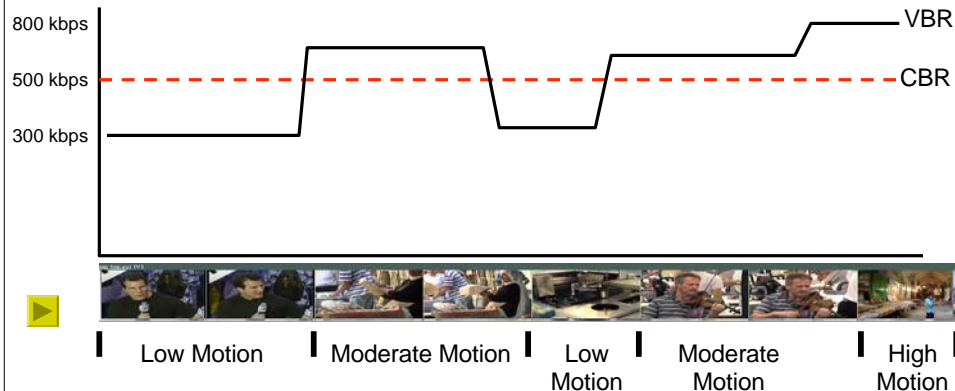 800 kbps
VBR
500 kbps
CBR
300 kbps
Low Motion
Moderate Motion
Low
Motion
Moderate
Motion
High
Motion